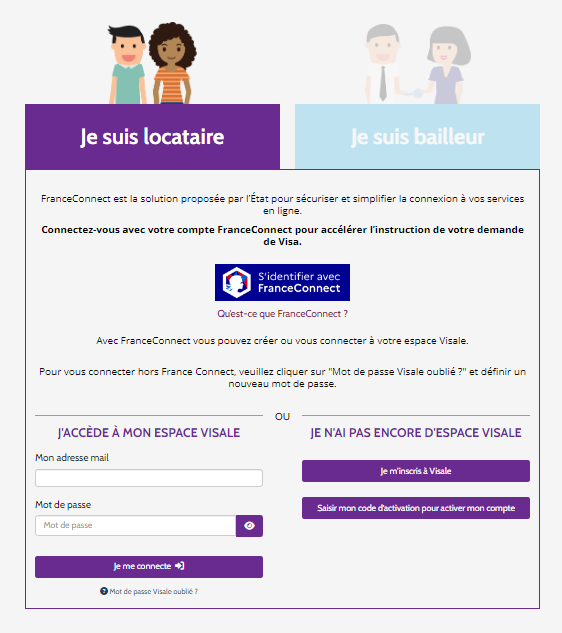 Je suis locataire
Je suis bailleur
FranceConnect est la solution proposée par l'État pour sécuriser et simplifier la connexion à vos services
en ligne.
Connectez-vous avec votre compte FranceConnect pour accélérer l'instruction de votre demande
de Visa.
S'identifier avec
FranceConnect
Qu'est-ce que FranceConnect ?
Avec FranceConnect vous pouvez créer ou vous connecter à votre espace Visale.
Pour vous connecter hors France Connect, veuillez cliquer sur "Mot de passe Visale oublié ?" et définir un
nouveau mot de passe.
OU
J'ACCÈDE À MON ESPACE VISALE
Mon adresse mail
Mot de passe
Mot de passe
Je me connecte
? Mot de passe Visale oublié ?
JE N'AI PAS ENCORE D'ESPACE VISALE
Je m'inscris à Visale
Saisir mon code d'activation pour activer mon compte